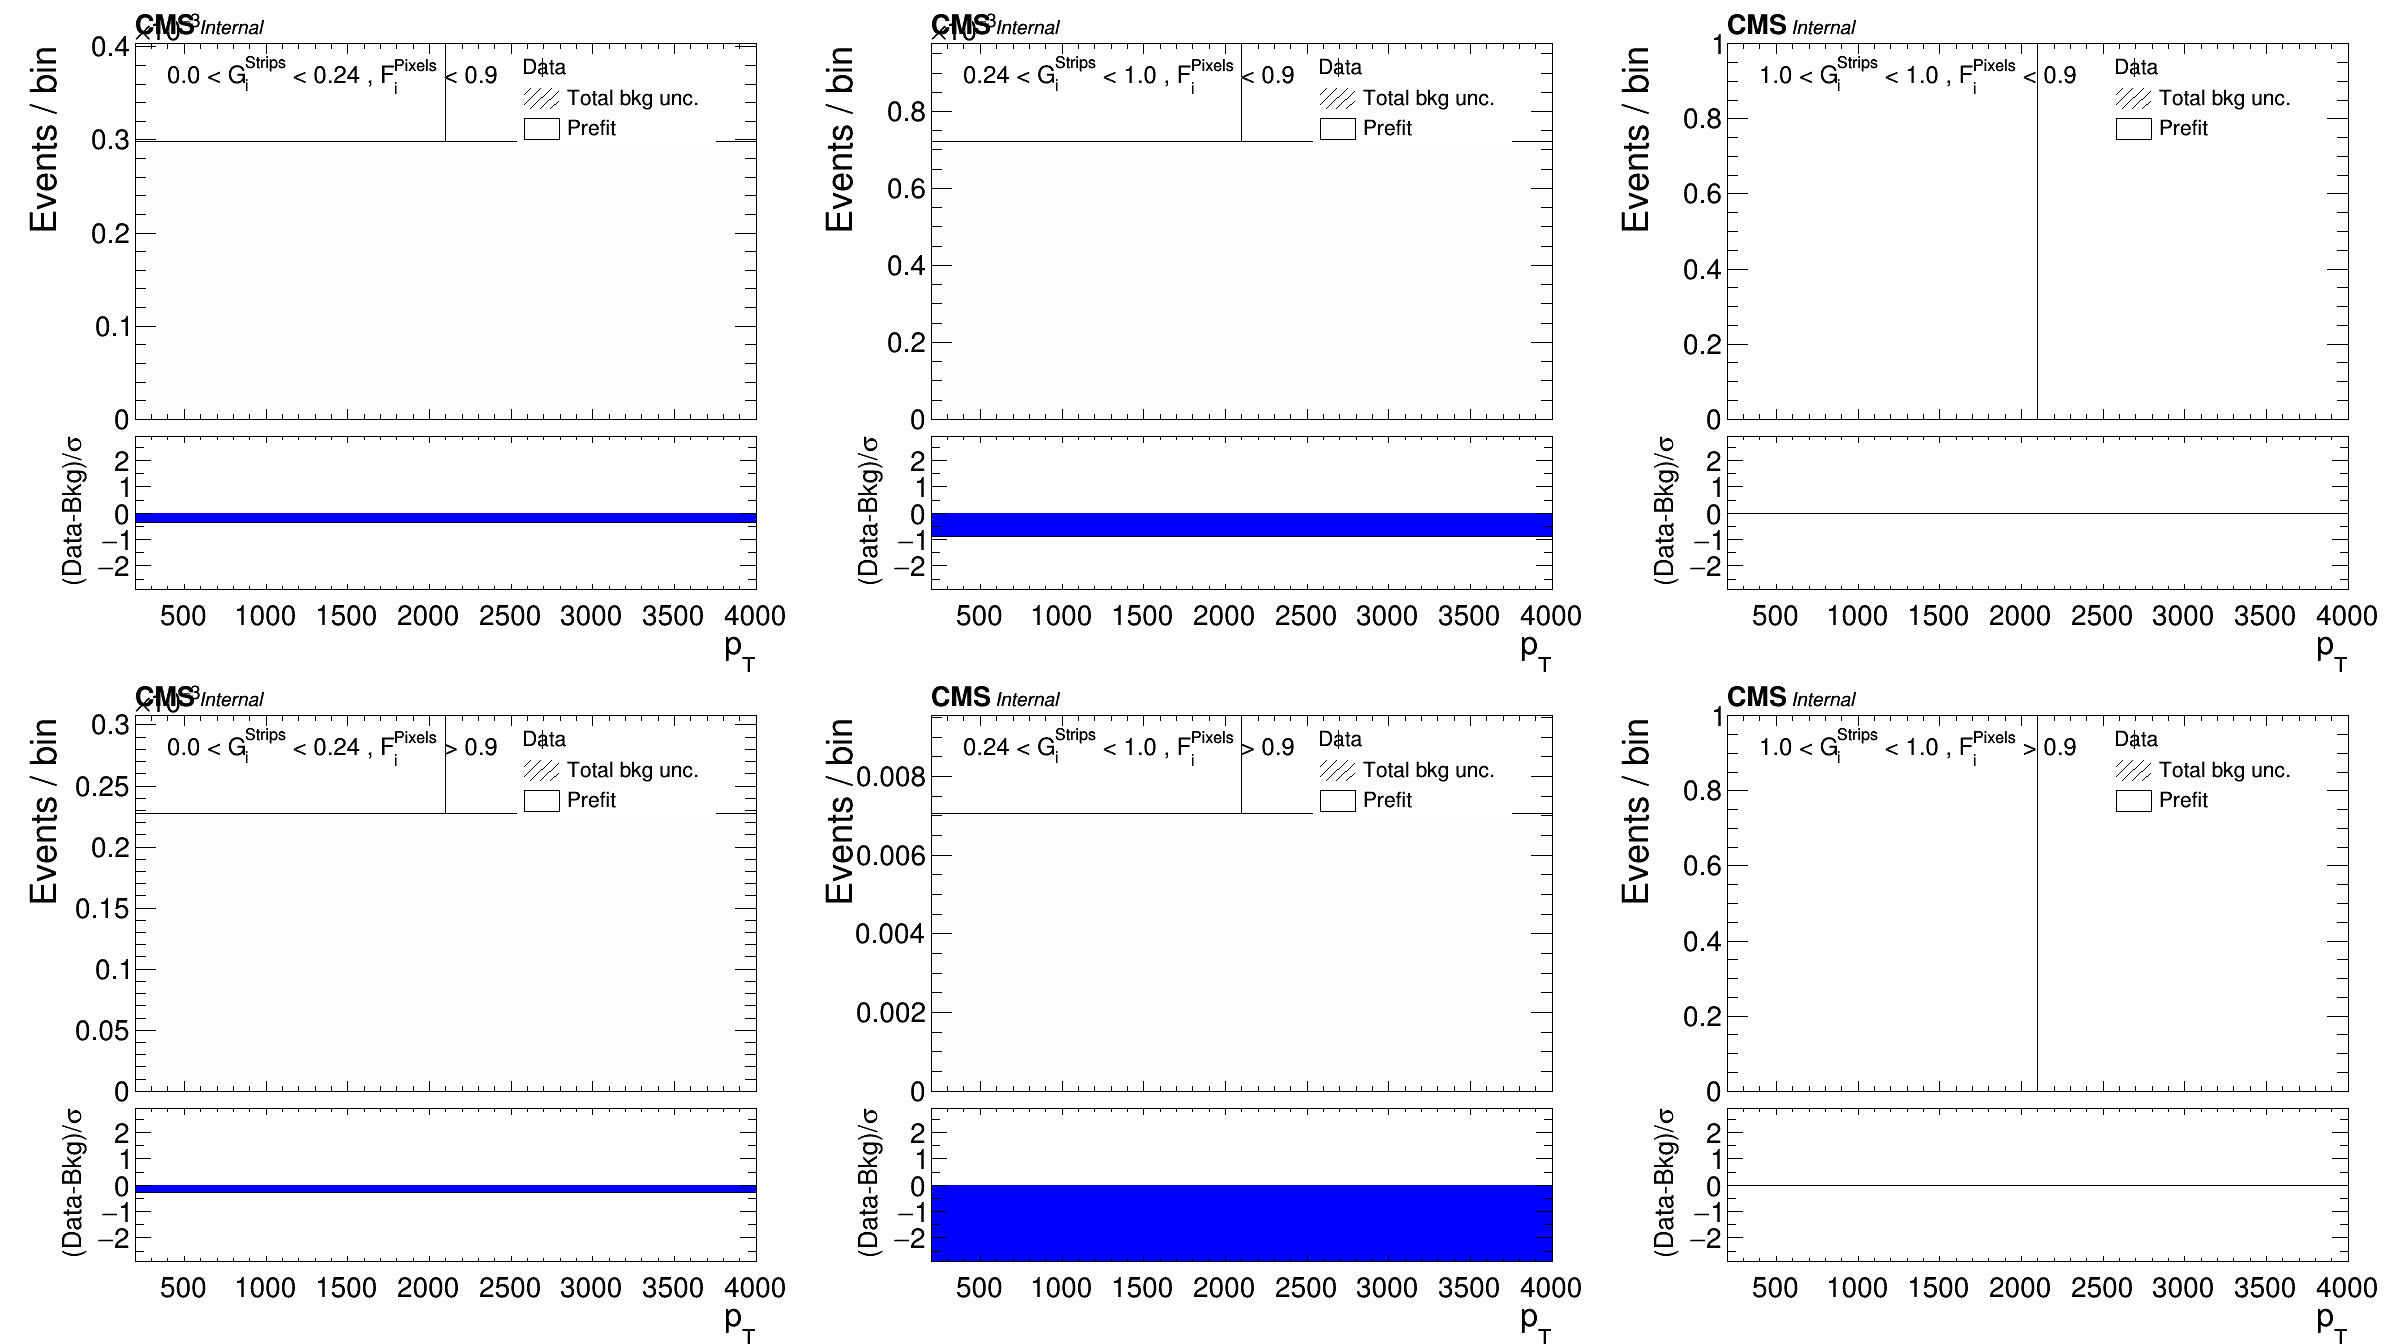 CMS Internal
×10⁻³
Events / bin
0.0 < G_i^Strips < 0.24 , F_i^Pixels < 0.9
Data
Total bkg unc.
Prefit
0.4
0.3
0.2
0.1
0
(Data-Bkg)/σ
2
1
0
−1
−2
500 1000 1500 2000 2500 3000 3500 4000
p_T
CMS Internal
×10⁻³
Events / bin
0.24 < G_i^Strips < 1.0 , F_i^Pixels < 0.9
Data
Total bkg unc.
Prefit
0.8
0.6
0.4
0.2
0
(Data-Bkg)/σ
2
1
0
−1
−2
500 1000 1500 2000 2500 3000 3500 4000
p_T
CMS Internal
Events / bin
1.0 < G_i^Strips < 1.0 , F_i^Pixels < 0.9
Data
Total bkg unc.
Prefit
1
0.8
0.6
0.4
0.2
0
(Data-Bkg)/σ
2
1
0
−1
−2
500 1000 1500 2000 2500 3000 3500 4000
p_T
CMS Internal
×10⁻³
Events / bin
0.0 < G_i^Strips < 0.24 , F_i^Pixels > 0.9
Data
Total bkg unc.
Prefit
0.3
0.25
0.2
0.15
0.1
0.05
0
(Data-Bkg)/σ
2
1
0
−1
−2
500 1000 1500 2000 2500 3000 3500 4000
p_T
CMS Internal
Events / bin
0.24 < G_i^Strips < 1.0 , F_i^Pixels > 0.9
Data
Total bkg unc.
Prefit
0.008
0.006
0.004
0.002
0
(Data-Bkg)/σ
2
1
0
−1
−2
500 1000 1500 2000 2500 3000 3500 4000
p_T
CMS Internal
Events / bin
1.0 < G_i^Strips < 1.0 , F_i^Pixels > 0.9
Data
Total bkg unc.
Prefit
1
0.8
0.6
0.4
0.2
0
(Data-Bkg)/σ
2
1
0
−1
−2
500 1000 1500 2000 2500 3000 3500 4000
p_T